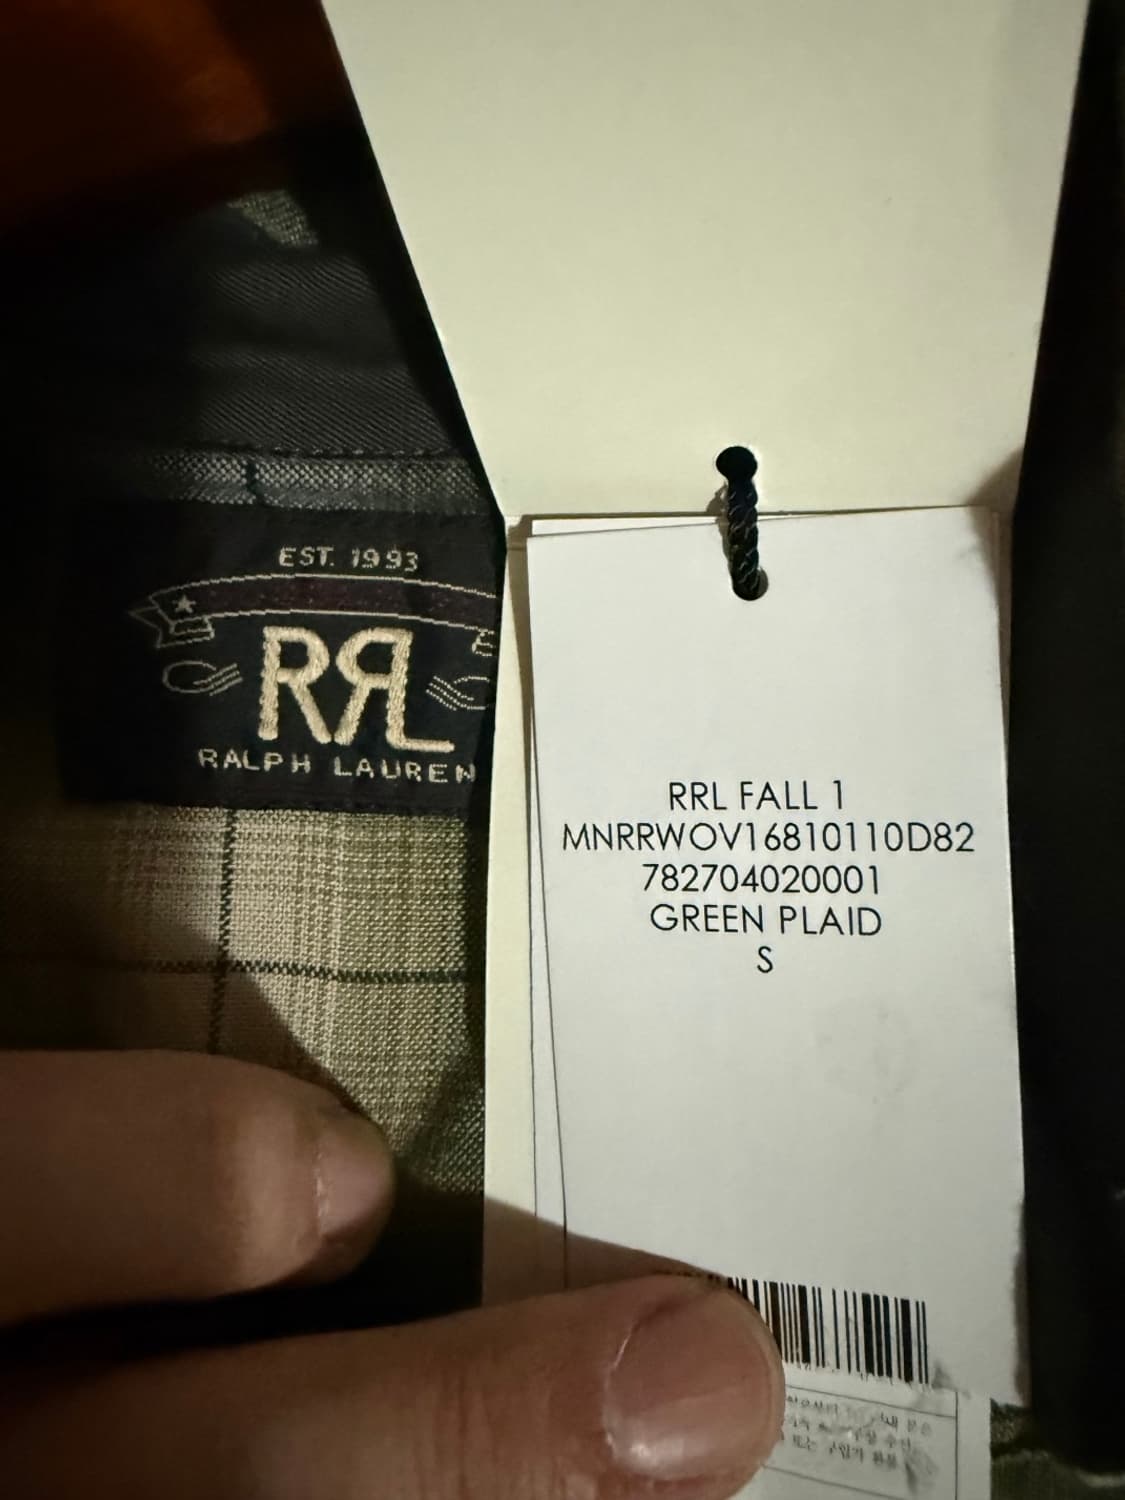 EST. 1993
RRL
RALPH LAUREN
RRL FALL 1
MNRRWOV16810110D82
782704020001
GREEN PLAID
S